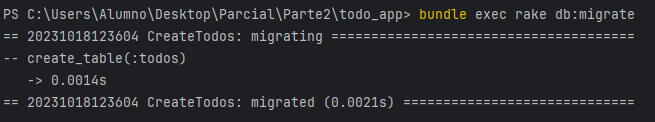 PS C:\Users\Alumno\Desktop\Parcial\Parte2\todo_app> bundle exec rake db:migrate
== 20231018123604 CreateTodos: migrating ======================================
-- create_table(:todos)
   -> 0.0014s
== 20231018123604 CreateTodos: migrated (0.0021s) =============================